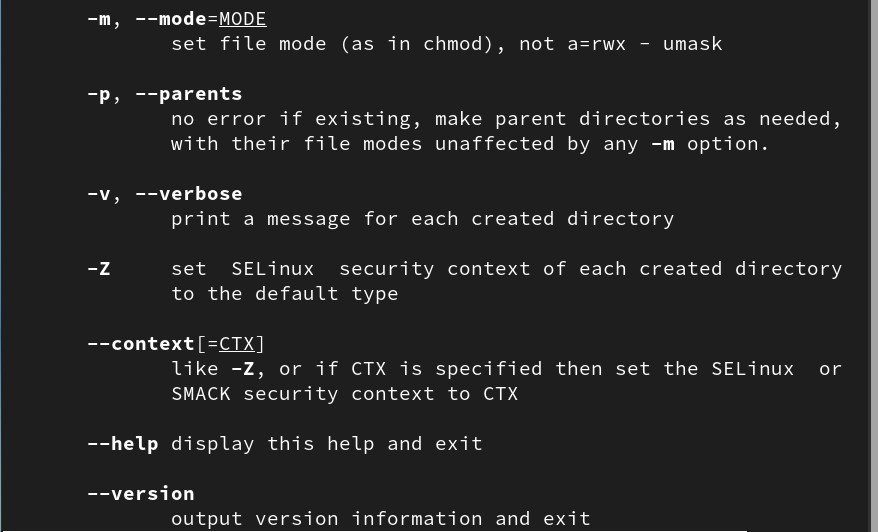 -m, --mode=MODE
set file mode (as in chmod), not a=rwx - umask
-p, --parents
no error if existing, make parent directories as needed,
with their file modes unaffected by any -m option.
-v, --verbose
print a message for each created directory
-Z     set  SELinux  security context of each created directory
to the default type
--context[=CTX]
like -Z, or if CTX is specified then set the SELinux  or
SMACK security context to CTX
--help display this help and exit
--version
output version information and exit